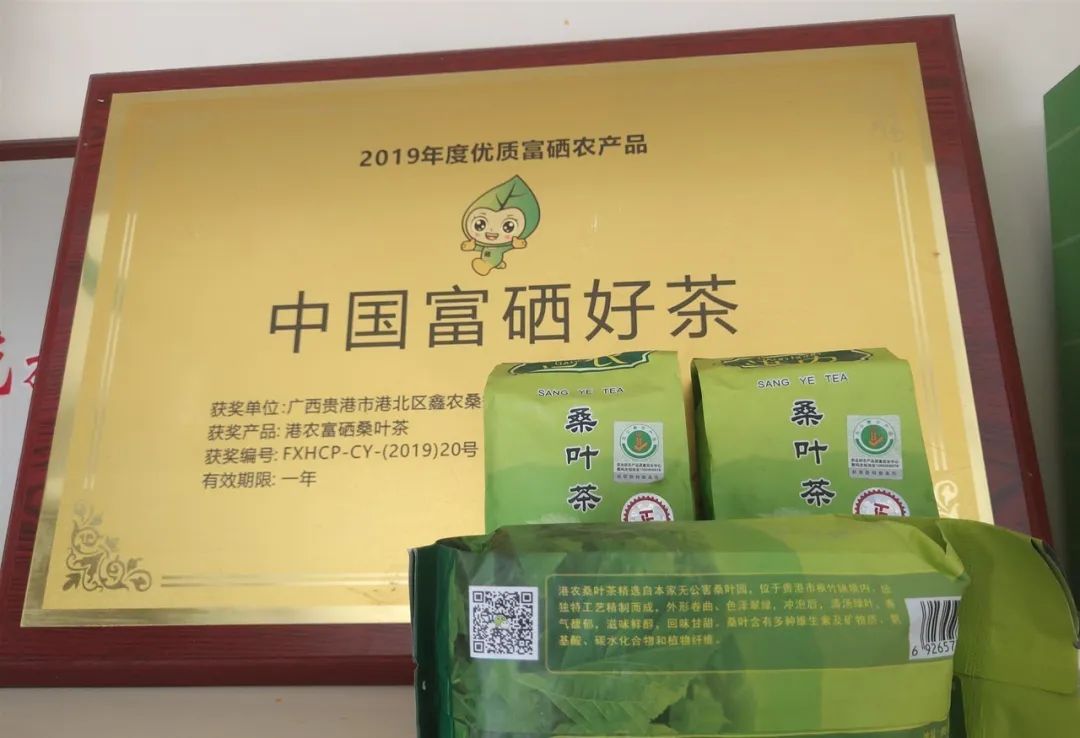 2019年度优质富硒农产品
中国富硒好茶
获奖单位:广西贵港市港北区鑫农桑
获奖产品: 港农富硒桑叶茶
获奖编号: FXHCP-CY-(2019)20号
有效期限: 一年
SANG YE TEA
桑叶茶
正
SANG YE TEA
桑叶茶
正
港农桑叶茶精选自本家无公害桑叶园，位于贵港市根竹镇境内，经
独特工艺精制而成，外形卷曲、色泽翠绿，冲泡后，清汤绿叶，香
气馥郁，滋味鲜醇，回味甘甜。桑叶含有多种维生素及矿物质、氨
基酸、碳水化合物和植物纤维。
6 92657